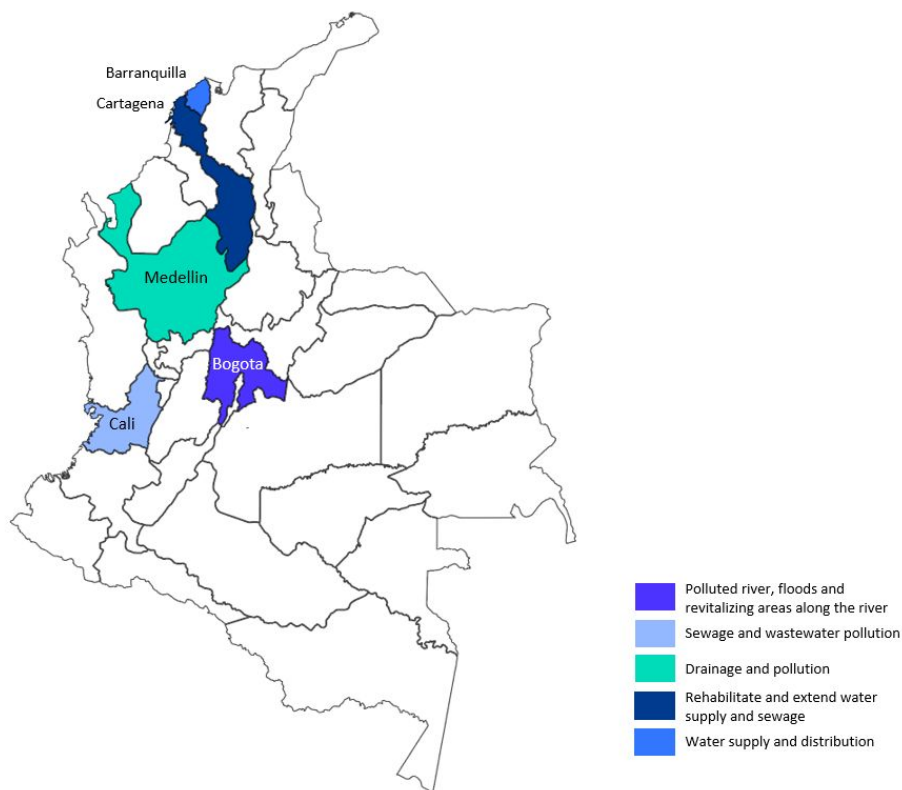 Barranquilla
Cartagena
Medellin
Bogota
Cali
Polluted river, floods and
revitalizing areas along the river
Sewage and wastewater pollution
Drainage and pollution
Rehabilitate and extend water
supply and sewage
Water supply and distribution